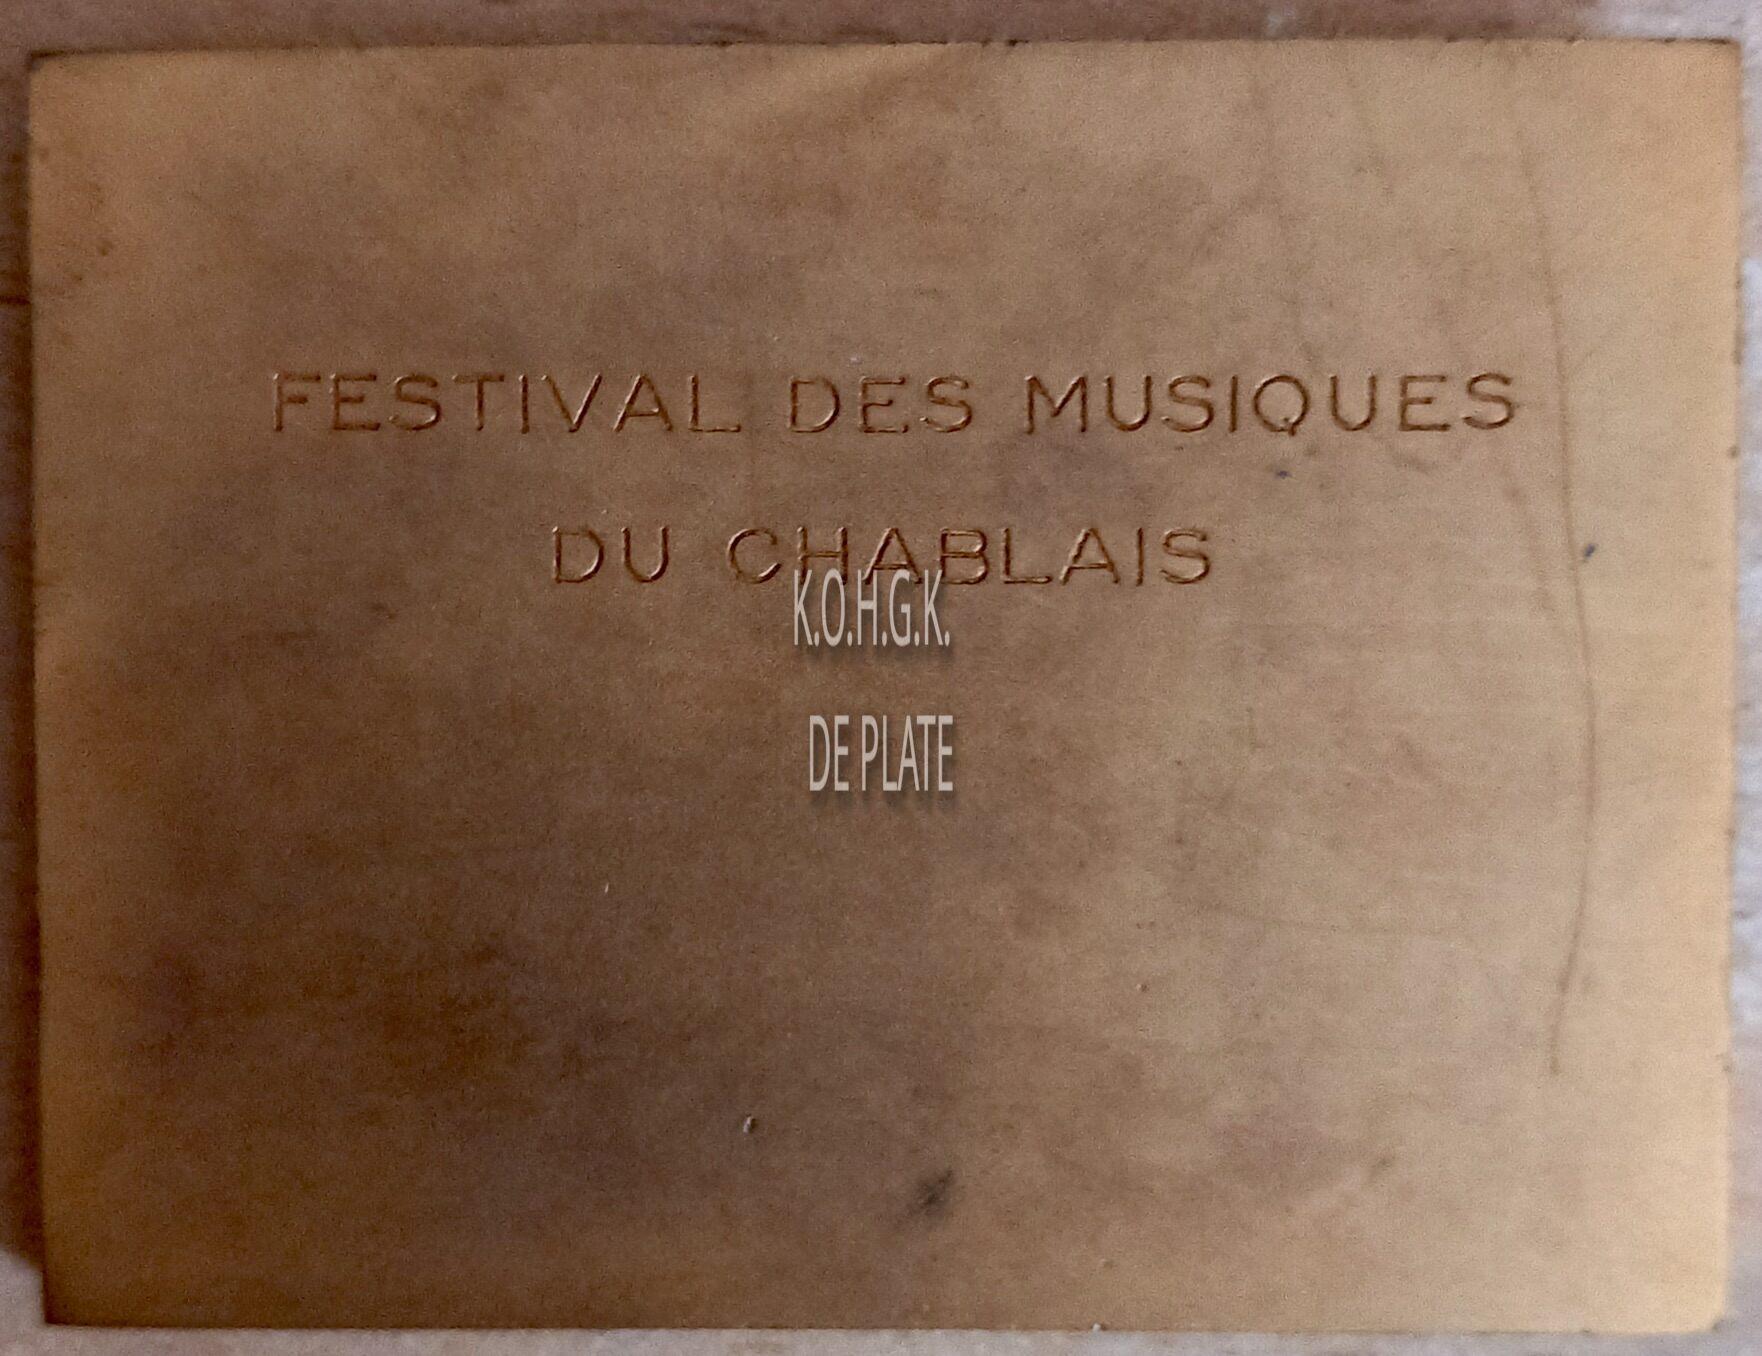 FESTIVAL DES MUSIQUES
DU CHABLAIS
K.O.H.G.K.
DE PLATE